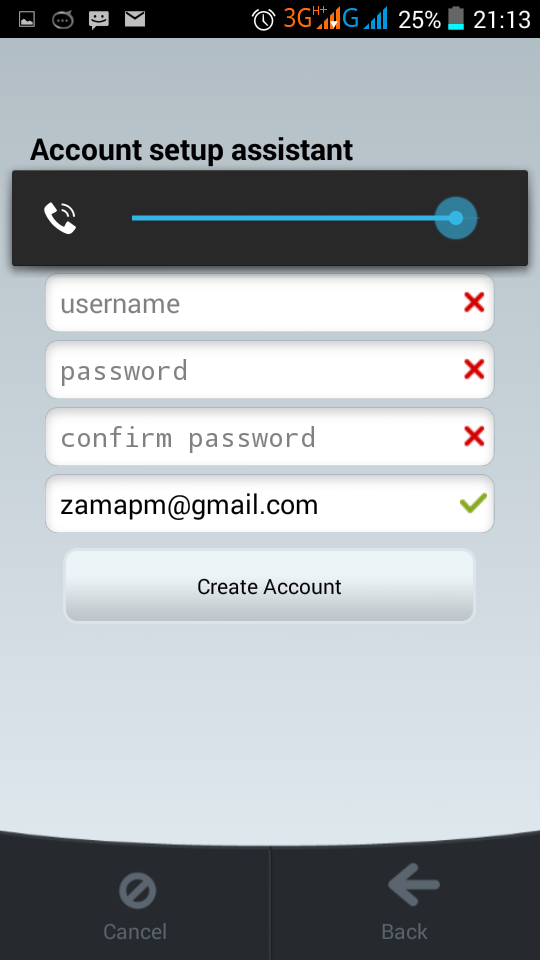 3G H+ G 25% 21:13
Account setup assistant
username
password
confirm password
zamapm@gmail.com
Create Account
Cancel
Back